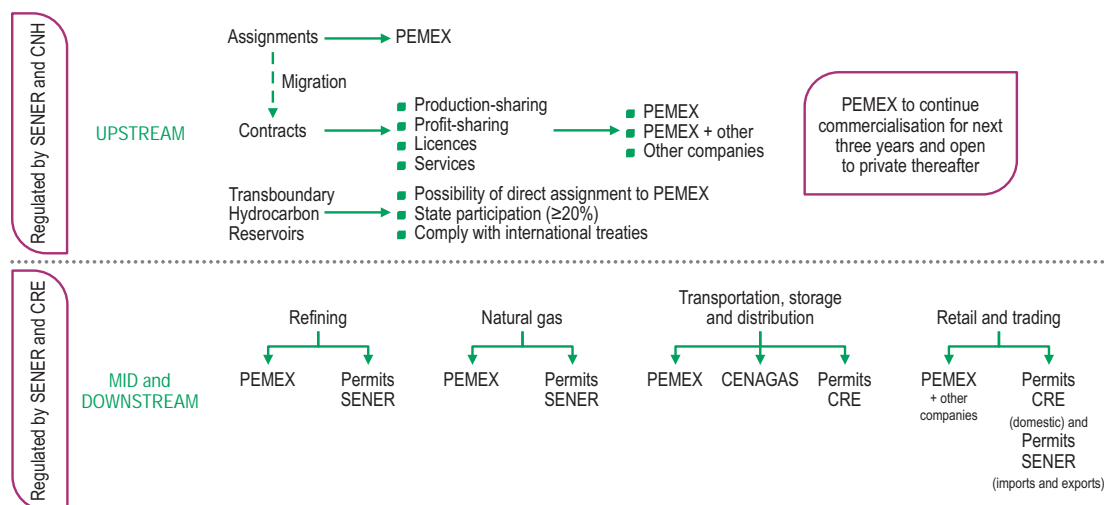 Regulated by SENER and CNH
UPSTREAM
Assignments
PEMEX
Migration
Contracts
Production-sharing
Profit-sharing
Licences
Services
PEMEX
PEMEX + other
Other companies
PEMEX to continue
commercialisation for next
three years and open
to private thereafter
Transboundary
Hydrocarbon
Reservoirs
Possibility of direct assignment to PEMEX
State participation (≥20%)
Comply with international treaties
Regulated by SENER and CRE
MID and
DOWNSTREAM
Refining
PEMEX
Permits
SENER
Natural gas
PEMEX
Permits
SENER
Transportation, storage
and distribution
PEMEX
CENAGAS
Permits
CRE
Retail and trading
PEMEX
+ other
companies
Permits
CRE
(domestic) and
Permits
SENER
(imports and exports)